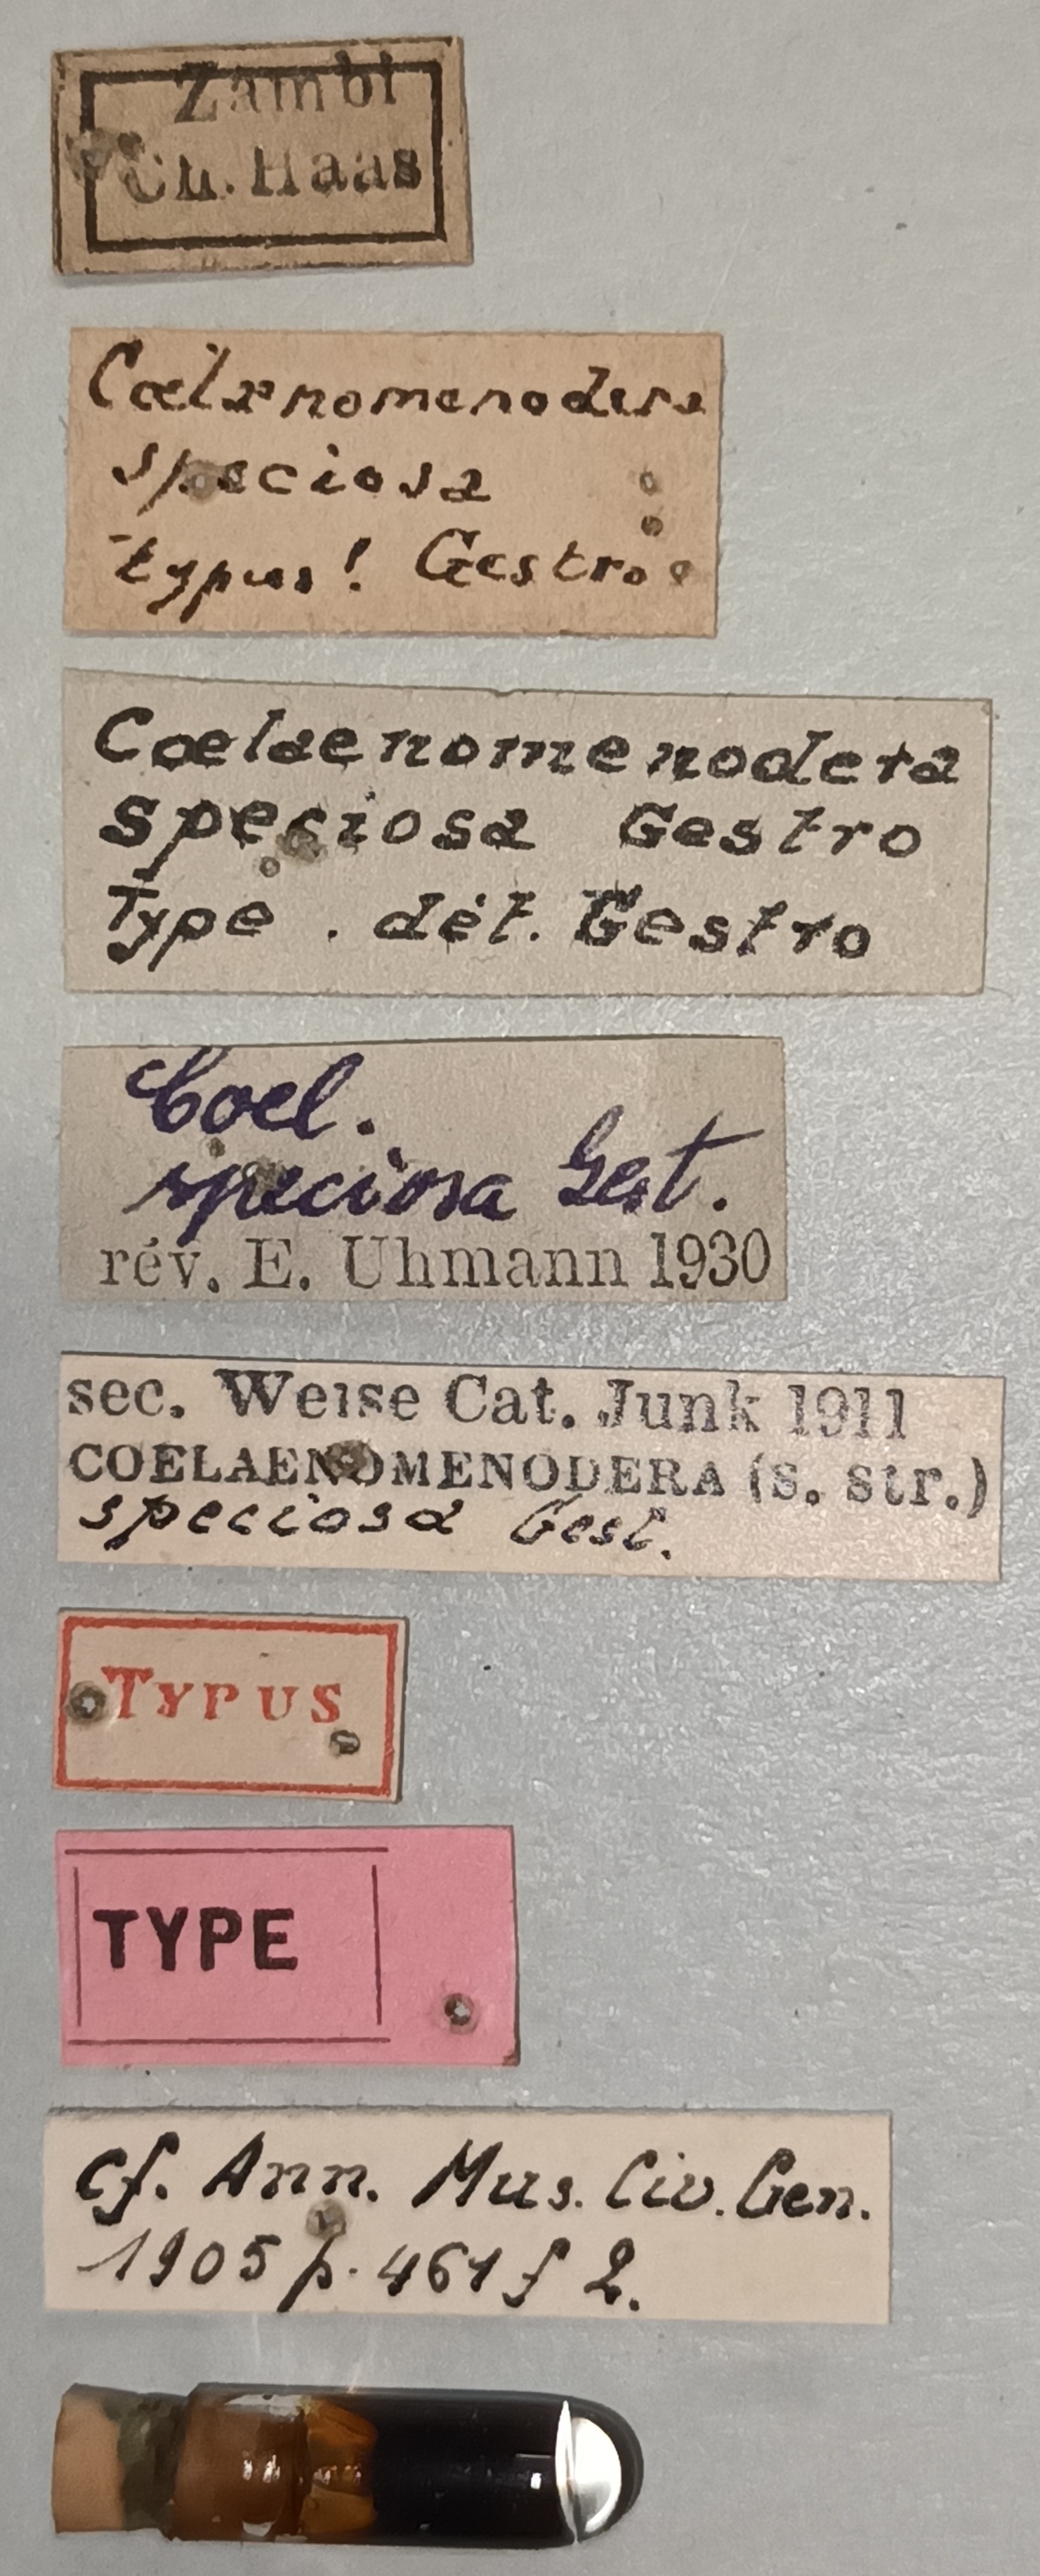 Zambi
Ch. Haas
Cœlænomenodera
speciosa
typus! Gestro
Coelaenomenodera
speciosa Gestro
Type. dét. Gestro
Coel.
speciosa Gest.
rév. E. Uhmann 1930
sec. Weise Cat. Junk 1911
COELAENOMENODERA (s. str.)
speciosa Gest.
TYPUS
TYPE
cf. Ann. Mus. Civ. Gen.
1905 p. 461 f 2.